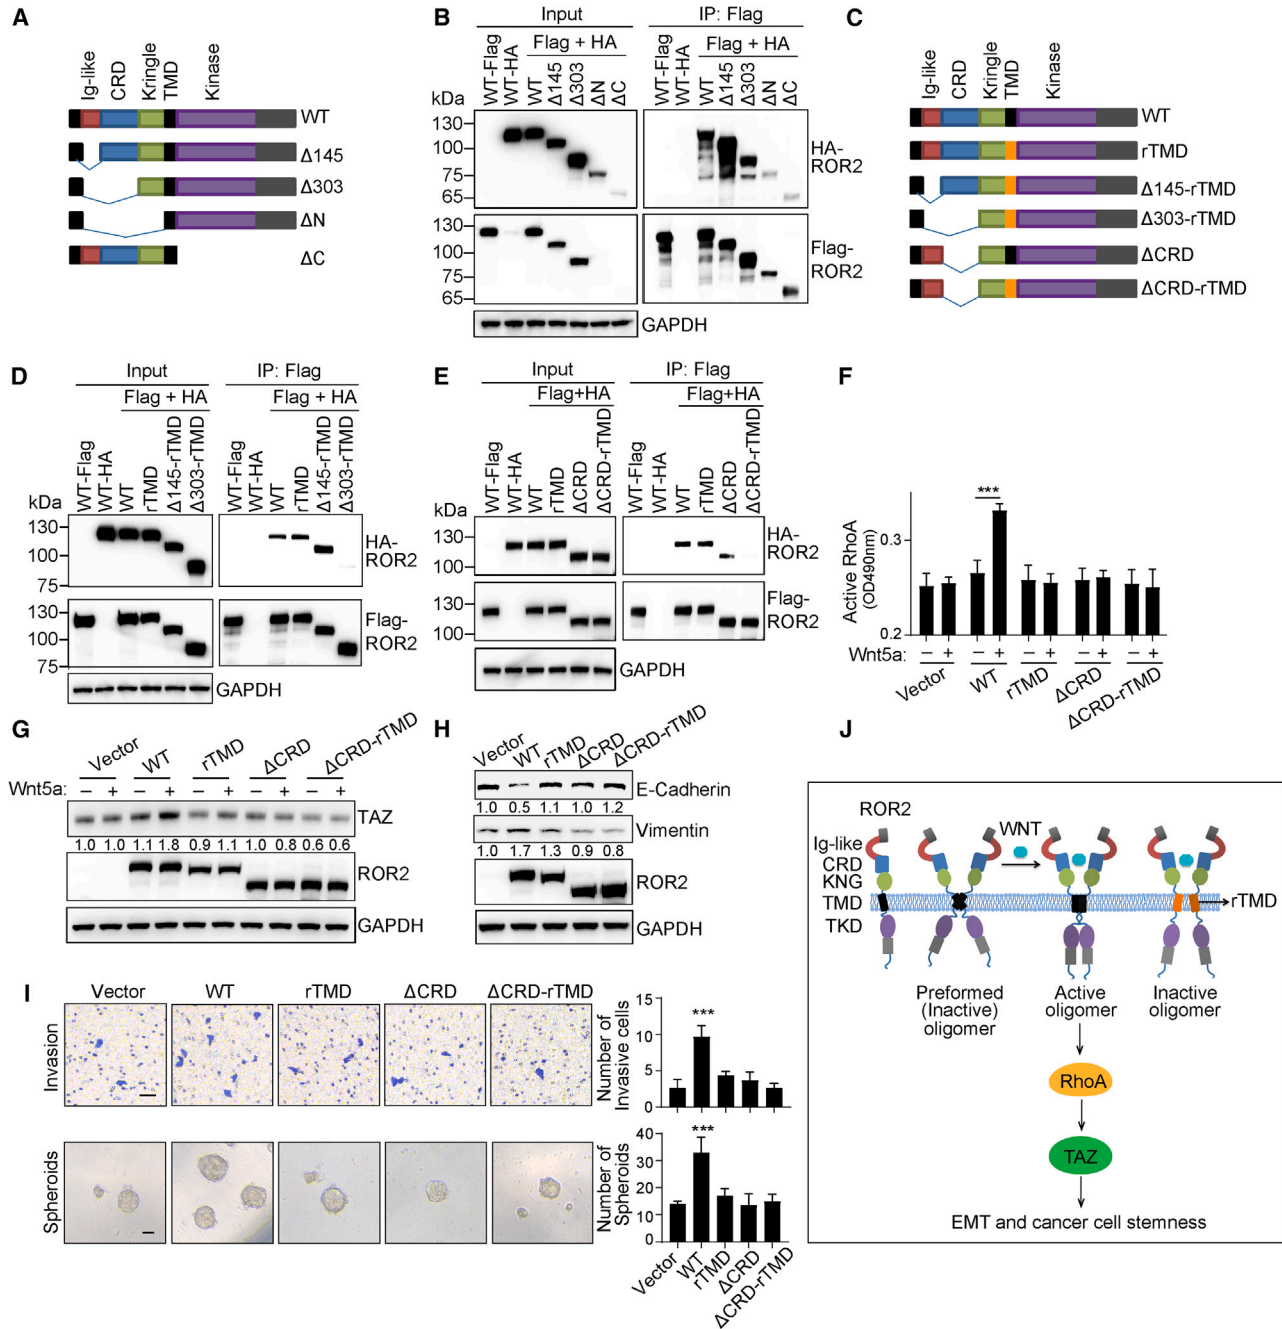 A
Ig-like
CRD
Kringle
TMD
Kinase
WT
Δ145
Δ303
ΔN
ΔC
B
Input
IP: Flag
Flag + HA
Flag + HA
WT-Flag
WT-HA
WT
Δ145
Δ303
ΔN
ΔC
WT-Flag
WT-HA
WT
Δ145
Δ303
ΔN
ΔC
kDa
130
100
75
65
HA-
ROR2
130
100
75
65
Flag-
ROR2
GAPDH
C
Ig-like
CRD
Kringle
TMD
Kinase
WT
rTMD
Δ145-rTMD
Δ303-rTMD
ΔCRD
ΔCRD-rTMD
D
Input
IP: Flag
Flag + HA
Flag + HA
WT-Flag
WT-HA
WT
rTMD
Δ145-rTMD
Δ303-rTMD
WT-Flag
WT-HA
WT
rTMD
Δ145-rTMD
Δ303-rTMD
kDa
130
100
75
HA-
ROR2
130
100
75
Flag-
ROR2
GAPDH
E
Input
IP: Flag
Flag+HA
Flag+HA
WT-Flag
WT-HA
WT
rTMD
ΔCRD
ΔCRD-rTMD
WT-Flag
WT-HA
WT
rTMD
ΔCRD
ΔCRD-rTMD
kDa
130
100
HA-
ROR2
130
100
Flag-
ROR2
GAPDH
F
Active RhoA
(OD490nm)
0.3
0.2
***
Wnt5a: – + – + – + – + – +
Vector
WT
rTMD
ΔCRD
ΔCRD-rTMD
G
Vector
WT
rTMD
ΔCRD
ΔCRD-rTMD
Wnt5a: – + – + – + – + – +
TAZ
1.0 1.0 1.1 1.8 0.9 1.1 1.0 0.8 0.6 0.6
ROR2
GAPDH
H
Vector
WT
rTMD
ΔCRD
ΔCRD-rTMD
E-Cadherin
1.0 0.5 1.1 1.0 1.2
Vimentin
1.0 1.7 1.3 0.9 0.8
ROR2
GAPDH
I
Vector
WT
rTMD
ΔCRD
ΔCRD-rTMD
Invasion
Number of
Invasive cells
15
10
5
0
***
Spheroids
Number of
Spheroids
40
30
20
10
0
***
Vector
WT
rTMD
ΔCRD
ΔCRD-rTMD
J
ROR2
WNT
Ig-like
CRD
KNG
TMD
TKD
rTMD
Preformed
(Inactive)
oligomer
Active
oligomer
Inactive
oligomer
RhoA
TAZ
EMT and cancer cell stemness